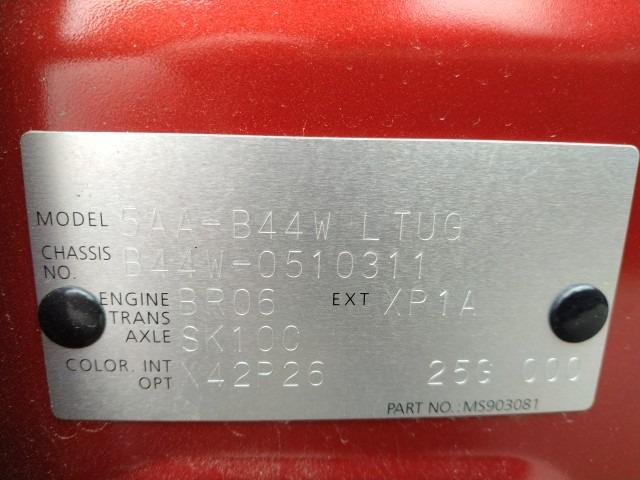 MODEL 5AA-B44W LTUG
CHASSIS NO. B44W-0510311
ENGINE BR06 EXT XP1A
TRANS AXLE SK100
COLOR. INT OPT X42P26 25G 000
PART NO.:MS903081